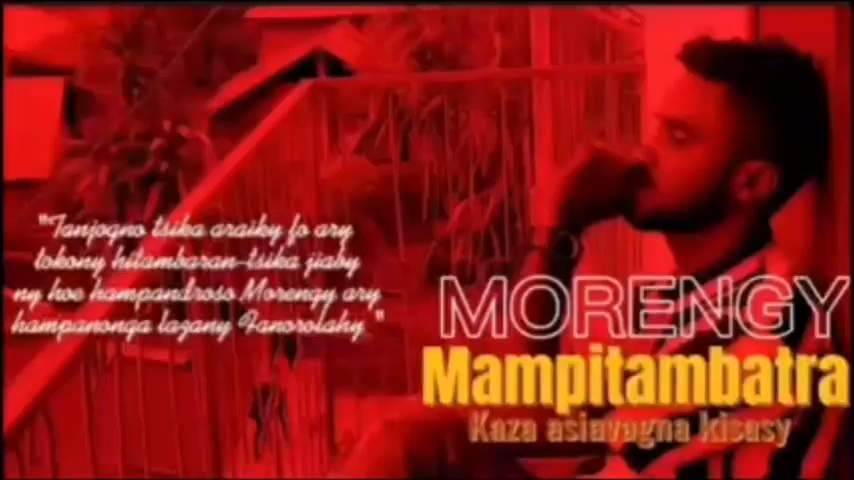 "Tanjogno tsika araiky fo ary
tokony hitambaran-tsika jiaby
ny hoe hampandroso Morengy ary
hampanonga lazany Fanorolahy"
MORENGY
Mampitambatra
Kaza asiavagna kisasy